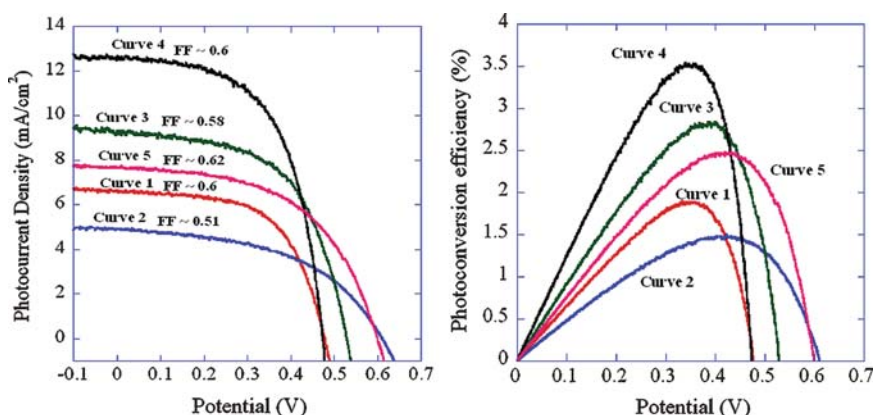 Photocurrent Density (mA/cm²)
14
12
10
8
6
4
2
0
Curve 4 FF ~ 0.6
Curve 3 FF ~ 0.58
Curve 5 FF ~ 0.62
Curve 1 FF ~ 0.6
Curve 2 FF ~ 0.51
-0.1 0 0.1 0.2 0.3 0.4 0.5 0.6 0.7
Potential (V)
Photoconversion efficiency (%)
4
3.5
3
2.5
2
1.5
1
0.5
0
Curve 4
Curve 3
Curve 5
Curve 1
Curve 2
0 0.1 0.2 0.3 0.4 0.5 0.6 0.7
Potential (V)